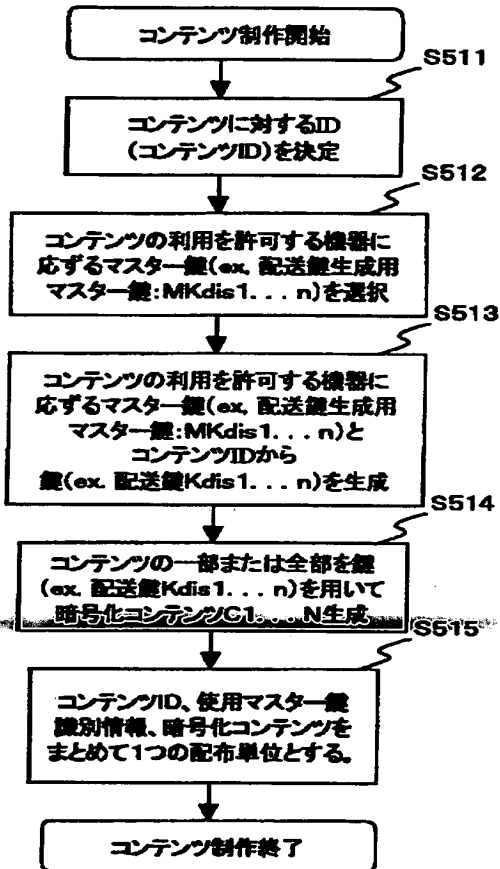 コンテンツ制作開始
S511
コンテンツに対するID
(コンテンツID)を決定
S512
コンテンツの利用を許可する機器に
応ずるマスター鍵(ex. 配送鍵生成用
マスター鍵:MKdis1...n)を選択
S513
コンテンツの利用を許可する機器に
応ずるマスター鍵(ex. 配送鍵生成用
マスター鍵:MKdis1...n)と
コンテンツIDから
鍵(ex. 配送鍵Kdis1...n)を生成
S514
コンテンツの一部または全部を鍵
(ex. 配送鍵Kdis1...n)を用いて
暗号化コンテンツC1...N生成
S515
コンテンツID、使用マスター鍵
識別情報、暗号化コンテンツを
まとめて1つの配布単位とする。
コンテンツ制作終了